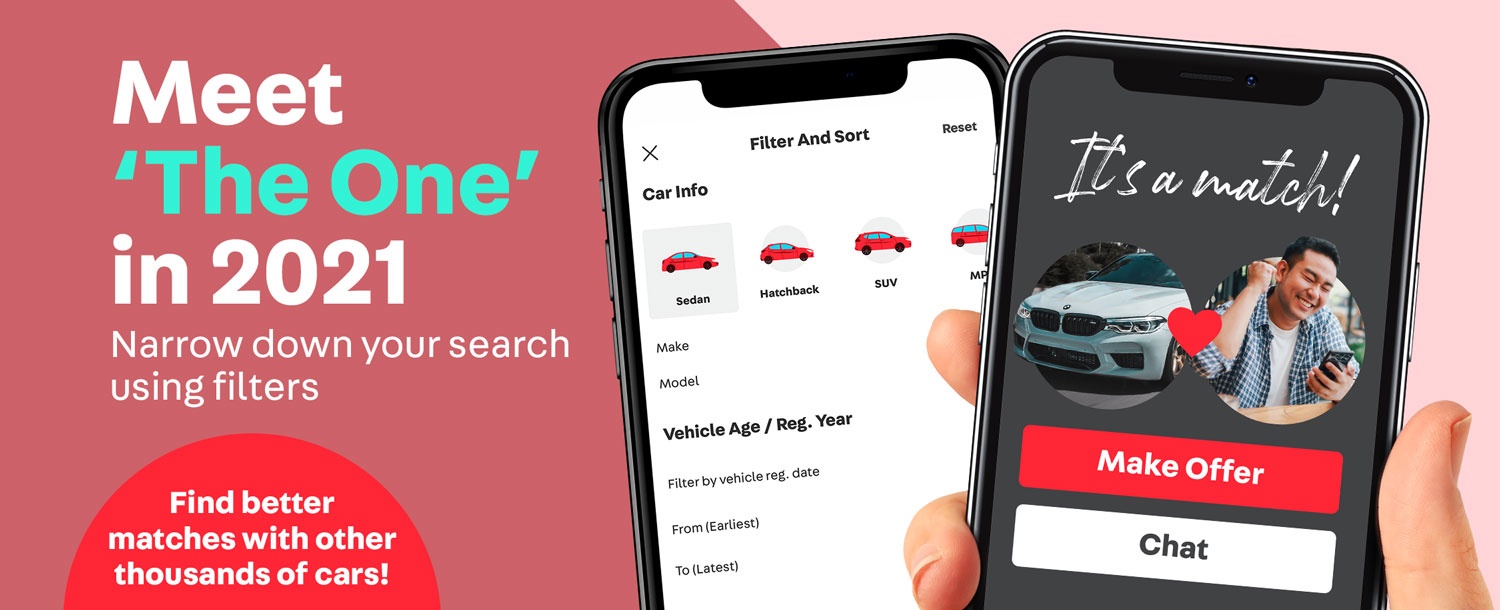 Meet
‘The One’
in 2021
Narrow down your search
using filters
Find better
matches with other
thousands of cars!
Filter And Sort
Reset
Car Info
Sedan
Hatchback
SUV
Make
Model
Vehicle Age / Reg. Year
Filter by vehicle reg. date
From (Earliest)
To (Latest)
It's a match!
Make Offer
Chat